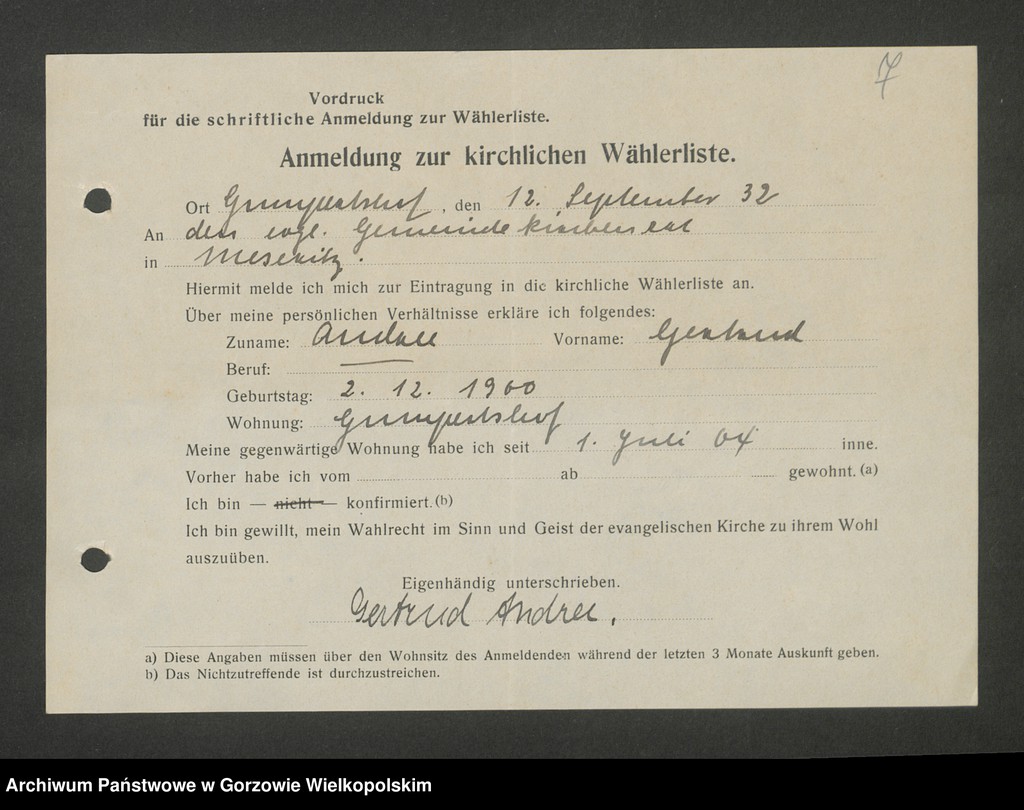 7
Vordruck
für die schriftliche Anmeldung zur Wählerliste.
Anmeldung zur kirchlichen Wählerliste.
Ort Gumpertshof, den 12. September 32
An den evgl. Gemeindekirchenrat
in Meseritz.
Hiermit melde ich mich zur Eintragung in die kirchliche Wählerliste an.
Über meine persönlichen Verhältnisse erkläre ich folgendes:
Zuname: Andree Vorname: Gertrud
Beruf: —
Geburtstag: 2. 12. 1900
Wohnung: Gumpertshof
Meine gegenwärtige Wohnung habe ich seit 1. Juli 04 inne.
Vorher habe ich vom ab gewohnt. (a)
Ich bin — nicht — konfirmiert. (b)
Ich bin gewillt, mein Wahlrecht im Sinn und Geist der evangelischen Kirche zu ihrem Wohl
auszuüben.
Eigenhändig unterschrieben.
Gertrud Andree.
a) Diese Angaben müssen über den Wohnsitz des Anmeldenden während der letzten 3 Monate Auskunft geben.
b) Das Nichtzutreffende ist durchzustreichen.
Archiwum Państwowe w Gorzowie Wielkopolskim